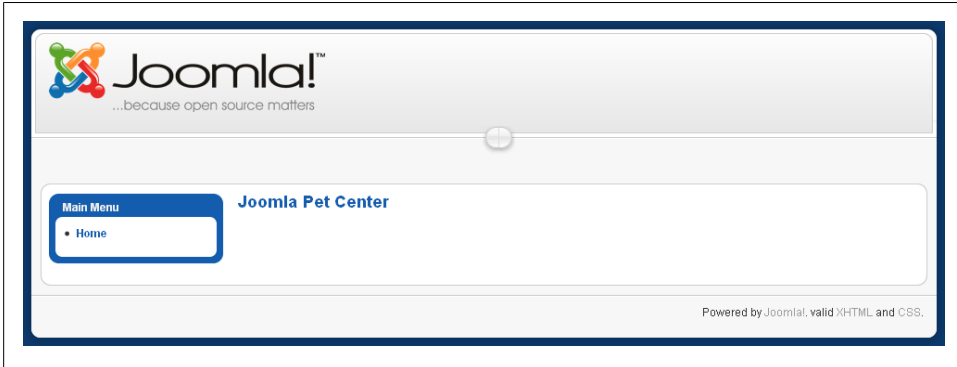 Joomla!™
...because open source matters
Main Menu
Joomla Pet Center
Home
Powered by Joomla!. valid XHTML and CSS.